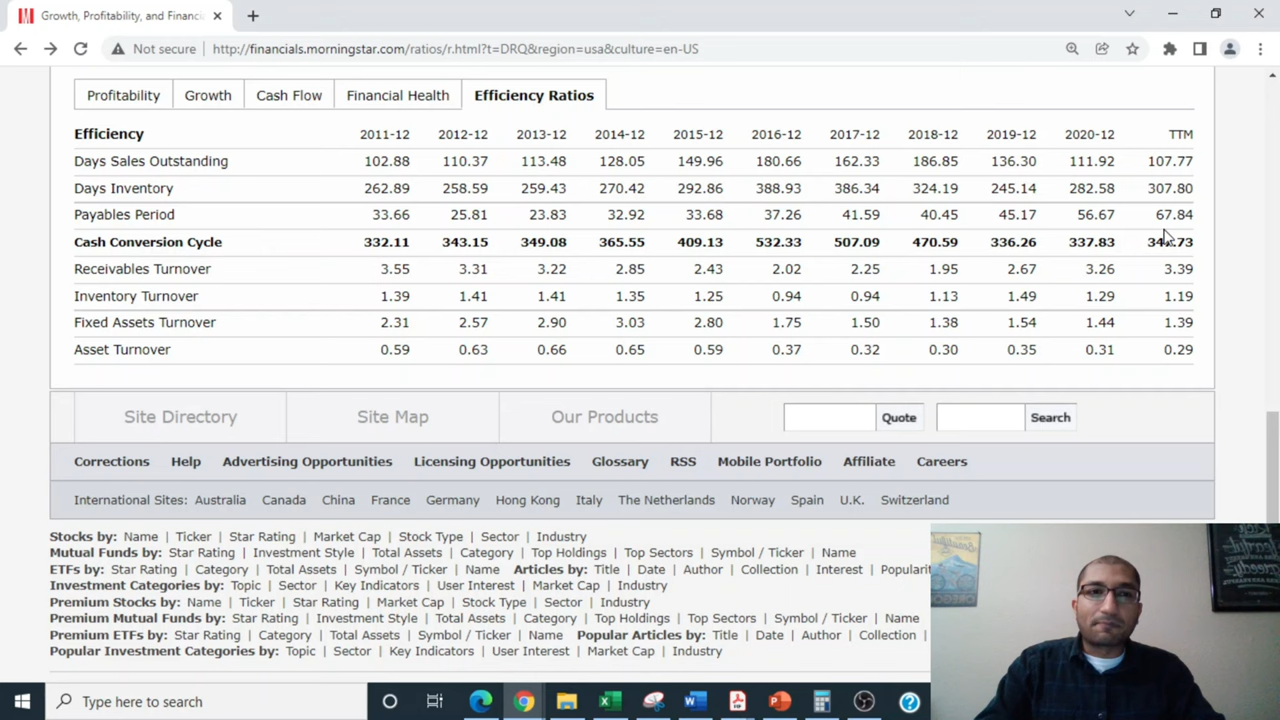 Growth, Profitability, and Financi
Not secure | http://financials.morningstar.com/ratios/r.html?t=DRQ&region=usa&culture=en-US
Profitability Growth Cash Flow Financial Health Efficiency Ratios
Efficiency 2011-12 2012-12 2013-12 2014-12 2015-12 2016-12 2017-12 2018-12 2019-12 2020-12 TTM
Days Sales Outstanding 102.88 110.37 113.48 128.05 149.96 180.66 162.33 186.85 136.30 111.92 107.77
Days Inventory 262.89 258.59 259.43 270.42 292.86 388.93 386.34 324.19 245.14 282.58 307.80
Payables Period 33.66 25.81 23.83 32.92 33.68 37.26 41.59 40.45 45.17 56.67 67.84
Cash Conversion Cycle 332.11 343.15 349.08 365.55 409.13 532.33 507.09 470.59 336.26 337.83
Receivables Turnover 3.55 3.31 3.22 2.85 2.43 2.02 2.25 1.95 2.67 3.26 3.39
Inventory Turnover 1.39 1.41 1.41 1.35 1.25 0.94 0.94 1.13 1.49 1.29 1.19
Fixed Assets Turnover 2.31 2.57 2.90 3.03 2.80 1.75 1.50 1.38 1.54 1.44 1.39
Asset Turnover 0.59 0.63 0.66 0.65 0.59 0.37 0.32 0.30 0.35 0.31 0.29
Site Directory Site Map Our Products Quote Search
Corrections Help Advertising Opportunities Licensing Opportunities Glossary RSS Mobile Portfolio Affiliate Careers
International Sites: Australia Canada China France Germany Hong Kong Italy The Netherlands Norway Spain U.K. Switzerland
Stocks by: Name | Ticker | Star Rating | Market Cap | Stock Type | Sector | Industry
Mutual Funds by: Star Rating | Investment Style | Total Assets | Category | Top Holdings | Top Sectors | Symbol / Ticker | Name
ETFs by: Star Rating | Category | Total Assets | Symbol / Ticker | Name Articles by: Title | Date | Author | Collection | Interest | Populari
Investment Categories by: Topic | Sector | Key Indicators | User Interest | Market Cap | Industry
Premium Stocks by: Name | Ticker | Star Rating | Market Cap | Stock Type | Sector | Industry
Premium Mutual Funds by: Star Rating | Investment Style | Total Assets | Category | Top Holdings | Top Sectors | Symbol / Ticker | Name
Premium ETFs by: Star Rating | Category | Total Assets | Symbol / Ticker | Name Popular Articles by: Title | Date | Author | Collection |
Popular Investment Categories by: Topic | Sector | Key Indicators | User Interest | Market Cap | Industry
Type here to search